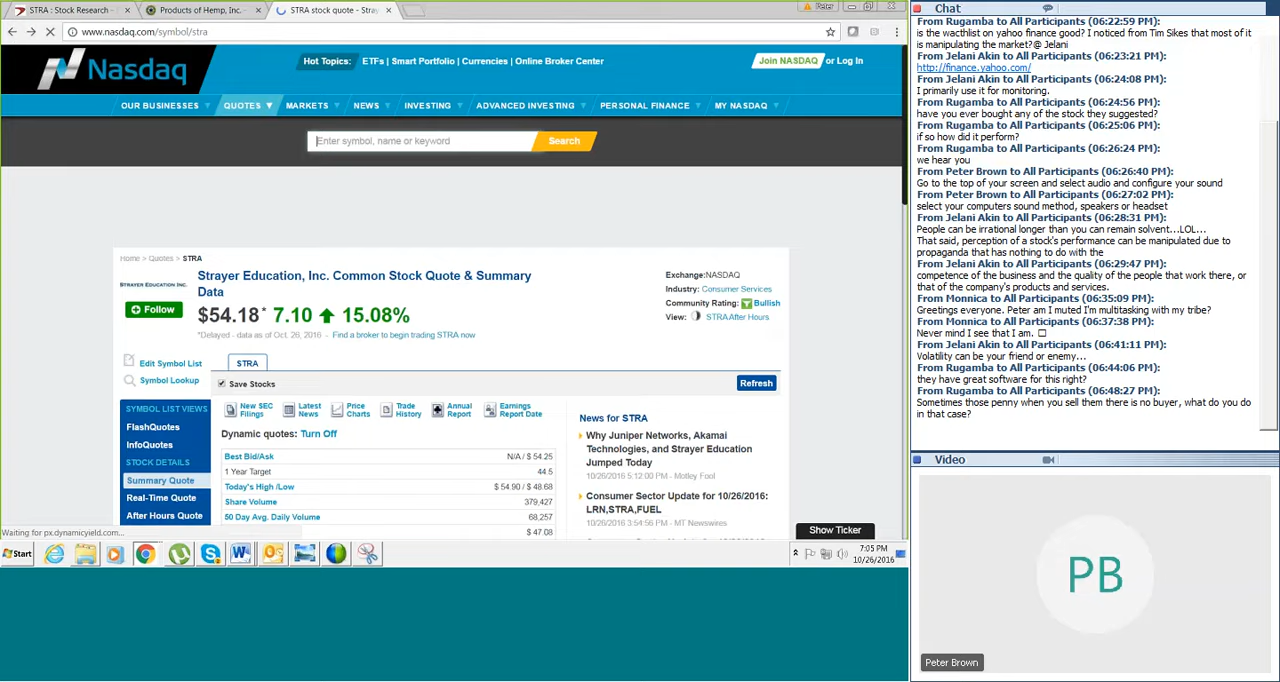 STRA : Stock Research -
Products of Hemp, Inc. -
STRA stock quote - Stray
Peter
www.nasdaq.com/symbol/stra
Nasdaq
Hot Topics: ETFs | Smart Portfolio | Currencies | Online Broker Center
Join NASDAQ or Log In
OUR BUSINESSES QUOTES MARKETS NEWS INVESTING ADVANCED INVESTING PERSONAL FINANCE MY NASDAQ
Enter symbol, name or keyword Search
Home > Quotes > STRA
STRAYER EDUCATION INC.
Follow
Strayer Education, Inc. Common Stock Quote & Summary
Data
$54.18* 7.10 15.08%
*Delayed - data as of Oct. 26, 2016 - Find a broker to begin trading STRA now
Exchange:NASDAQ
Industry: Consumer Services
Community Rating: Bullish
View: STRA After Hours
Edit Symbol List
Symbol Lookup
STRA
Save Stocks
Refresh
SYMBOL LIST VIEWS
FlashQuotes
InfoQuotes
STOCK DETAILS
Summary Quote
Real-Time Quote
After Hours Quote
New SEC
Filings
Latest
News
Price
Charts
Trade
History
Annual
Report
Earnings
Report Date
Dynamic quotes: Turn Off
Best Bid/Ask N/A / $ 54.25
1 Year Target 44.5
Today's High /Low $ 54.90 / $ 48.68
Share Volume 379,427
50 Day Avg. Daily Volume 68,257
$ 47.08
News for STRA
Why Juniper Networks, Akamai
Technologies, and Strayer Education
Jumped Today
10/26/2016 5:12:00 PM - Motley Fool
Consumer Sector Update for 10/26/2016:
LRN,STRA,FUEL
10/26/2016 3:54:56 PM - MT Newswires
Show Ticker
Waiting for px.dynamicyield.com...
Start
7:05 PM
10/26/2016
Chat
From Rugamba to All Participants (06:22:59 PM):
is the wacthlist on yahoo finance good? I noticed from Tim Sikes that most of it
is manipulating the market?@ Jelani
From Jelani Akin to All Participants (06:23:21 PM):
http://finance.yahoo.com/
From Jelani Akin to All Participants (06:24:08 PM):
I primarily use it for monitoring.
From Rugamba to All Participants (06:24:56 PM):
have you ever bought any of the stock they suggested?
From Rugamba to All Participants (06:25:06 PM):
if so how did it perform?
From Rugamba to All Participants (06:26:24 PM):
we hear you
From Peter Brown to All Participants (06:26:40 PM):
Go to the top of your screen and select audio and configure your sound
From Peter Brown to All Participants (06:27:02 PM):
select your computers sound method, speakers or headset
From Jelani Akin to All Participants (06:28:31 PM):
People can be irrational longer than you can remain solvent...LOL...
That said, perception of a stock's performance can be manipulated due to
propaganda that has nothing to do with the
From Jelani Akin to All Participants (06:29:47 PM):
competence of the business and the quality of the people that work there, or
that of the company's products and services.
From Monnica to All Participants (06:35:09 PM):
Greetings everyone. Peter am I muted I'm multitasking with my tribe?
From Monnica to All Participants (06:37:38 PM):
Never mind I see that I am.
From Jelani Akin to All Participants (06:41:11 PM):
Volatility can be your friend or enemy...
From Rugamba to All Participants (06:44:06 PM):
they have great software for this right?
From Rugamba to All Participants (06:48:27 PM):
Sometimes those penny when you sell them there is no buyer, what do you do
in that case?
Video
PB
Peter Brown